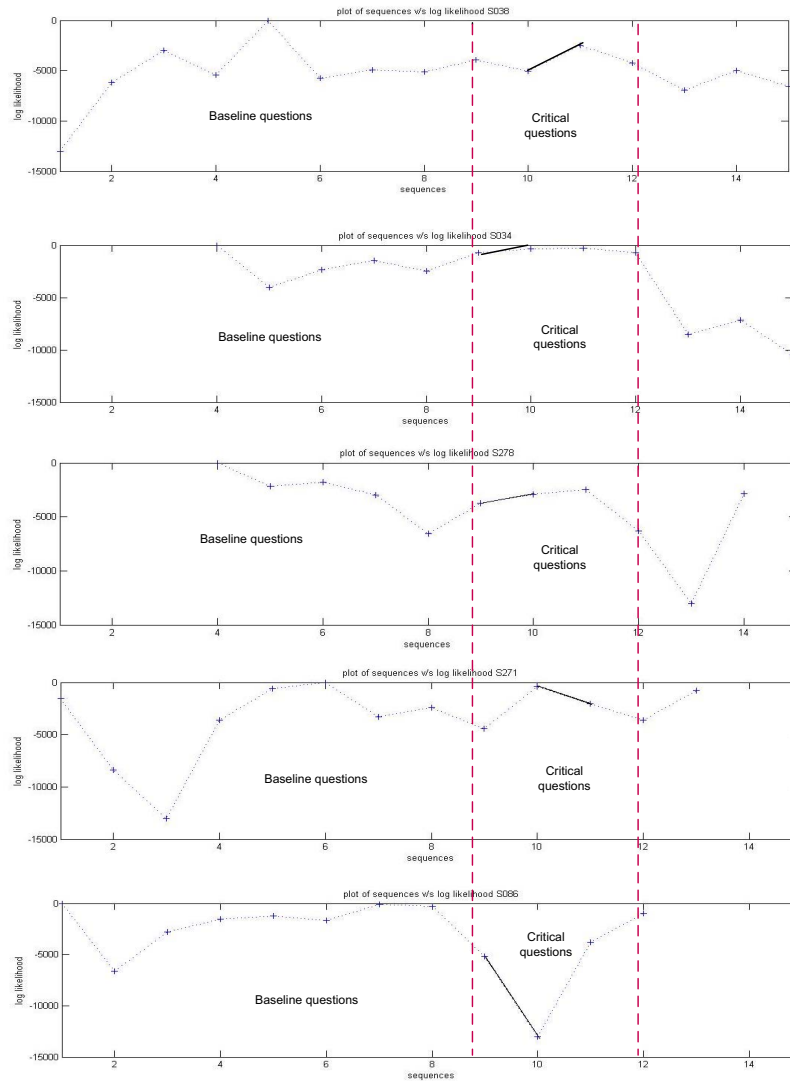 plot of sequences v/s log likelihood S038
0
-5000
-10000
-15000
log likelihood
Baseline questions
Critical
questions
2 4 6 8 10 12 14
sequences
plot of sequences v/s log likelihood S034
0
-5000
-10000
-15000
log likelihood
Baseline questions
Critical
questions
2 4 6 8 10 12 14
sequences
plot of sequences v/s log likelihood S278
0
-5000
-10000
-15000
log likelihood
Baseline questions
Critical
questions
2 4 6 8 10 12 14
sequences
plot of sequences v/s log likelihood S271
0
-5000
-10000
-15000
log likelihood
Baseline questions
Critical
questions
2 4 6 8 10 12 14
sequences
plot of sequences v/s log likelihood S086
0
-5000
-10000
-15000
log likelihood
Critical
questions
Baseline questions
2 4 6 8 10 12 14
sequences